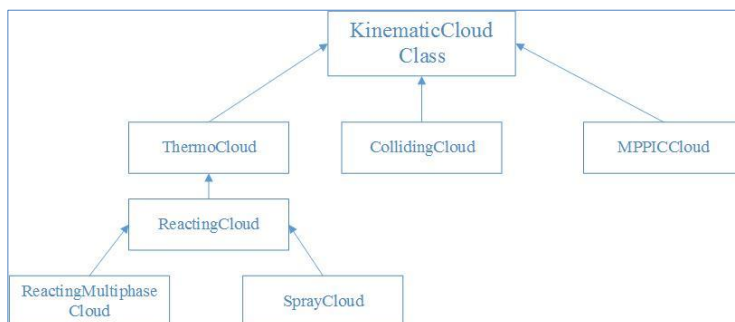 KinematicCloud
Class
ThermoCloud
CollidingCloud
MPPICCloud
ReactingCloud
ReactingMultiphase
Cloud
SprayCloud